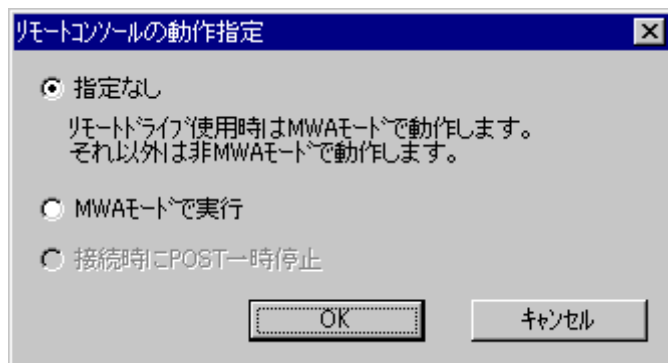 リモートコンソールの動作指定
指定なし
リモートドライブ使用時はMWAモードで動作します。
それ以外は非MWAモードで動作します。
MWAモードで実行
接続時にPOST一時停止
OK
キャンセル